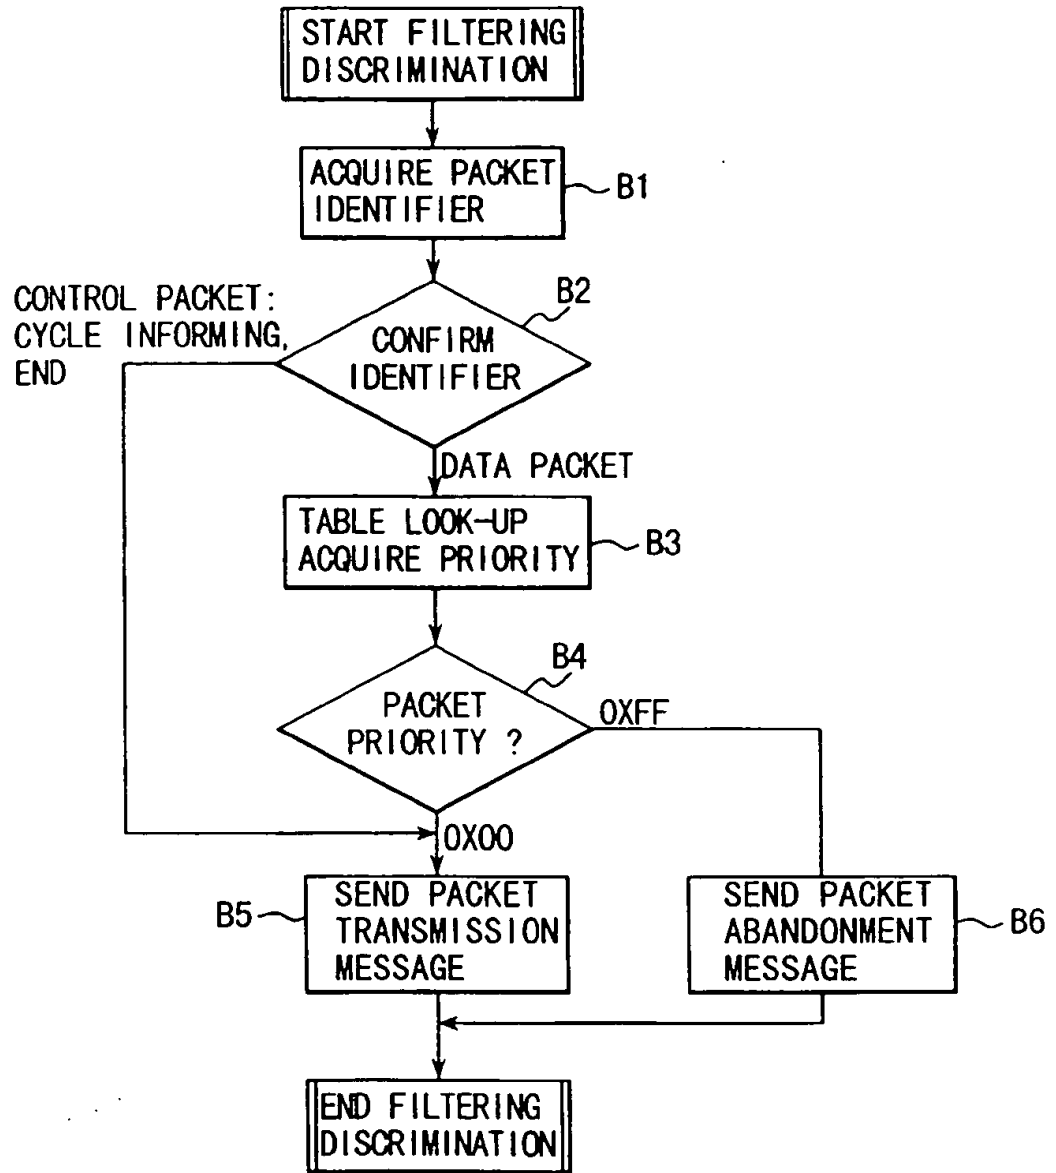 START FILTERING
DISCRIMINATION
ACQUIRE PACKET
IDENTIFIER
B1
CONTROL PACKET:
CYCLE INFORMING,
END
B2
CONFIRM
IDENTIFIER
DATA PACKET
TABLE LOOK-UP
ACQUIRE PRIORITY
B3
B4
PACKET
PRIORITY ?
0XFF
0X00
B5
SEND PACKET
TRANSMISSION
MESSAGE
SEND PACKET
ABANDONMENT
MESSAGE
B6
END FILTERING
DISCRIMINATION